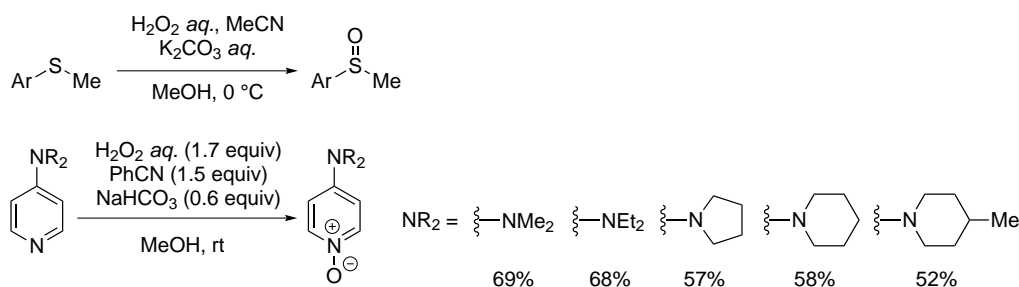 H₂O₂ aq., MeCN
K₂CO₃ aq.
Ar S Me
MeOH, 0 °C
O
Ar S Me
NR₂
N
H₂O₂ aq. (1.7 equiv)
PhCN (1.5 equiv)
NaHCO₃ (0.6 equiv)
MeOH, rt
NR₂
N +
O −
NR₂ = NMe₂ NEt₂ N N N Me
69% 68% 57% 58% 52%